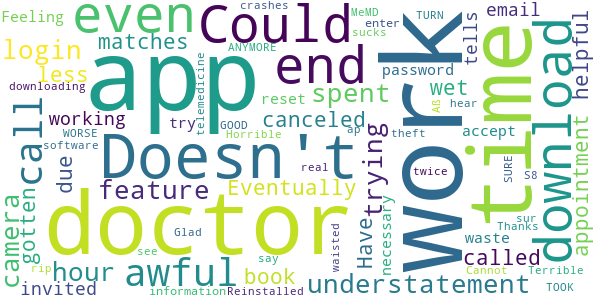 crashes MeMD TURN
Feeling even Could enter email
login matches ANYMORE end sucks tells helpful
less app password
downloading telemedicine reset spent wet
call working try GOOD canceled work time download
WORSE Horrible ap theft Aß hear
software Doesn't trying accept
due real twice SURE S8
camera gotten feature Eventually necessary appointment
doctor Have sur
Glad waisted waste Thanks
see called
rip hour awful book say Cannot Terrible
invited information Reinstalled understatement TOOK